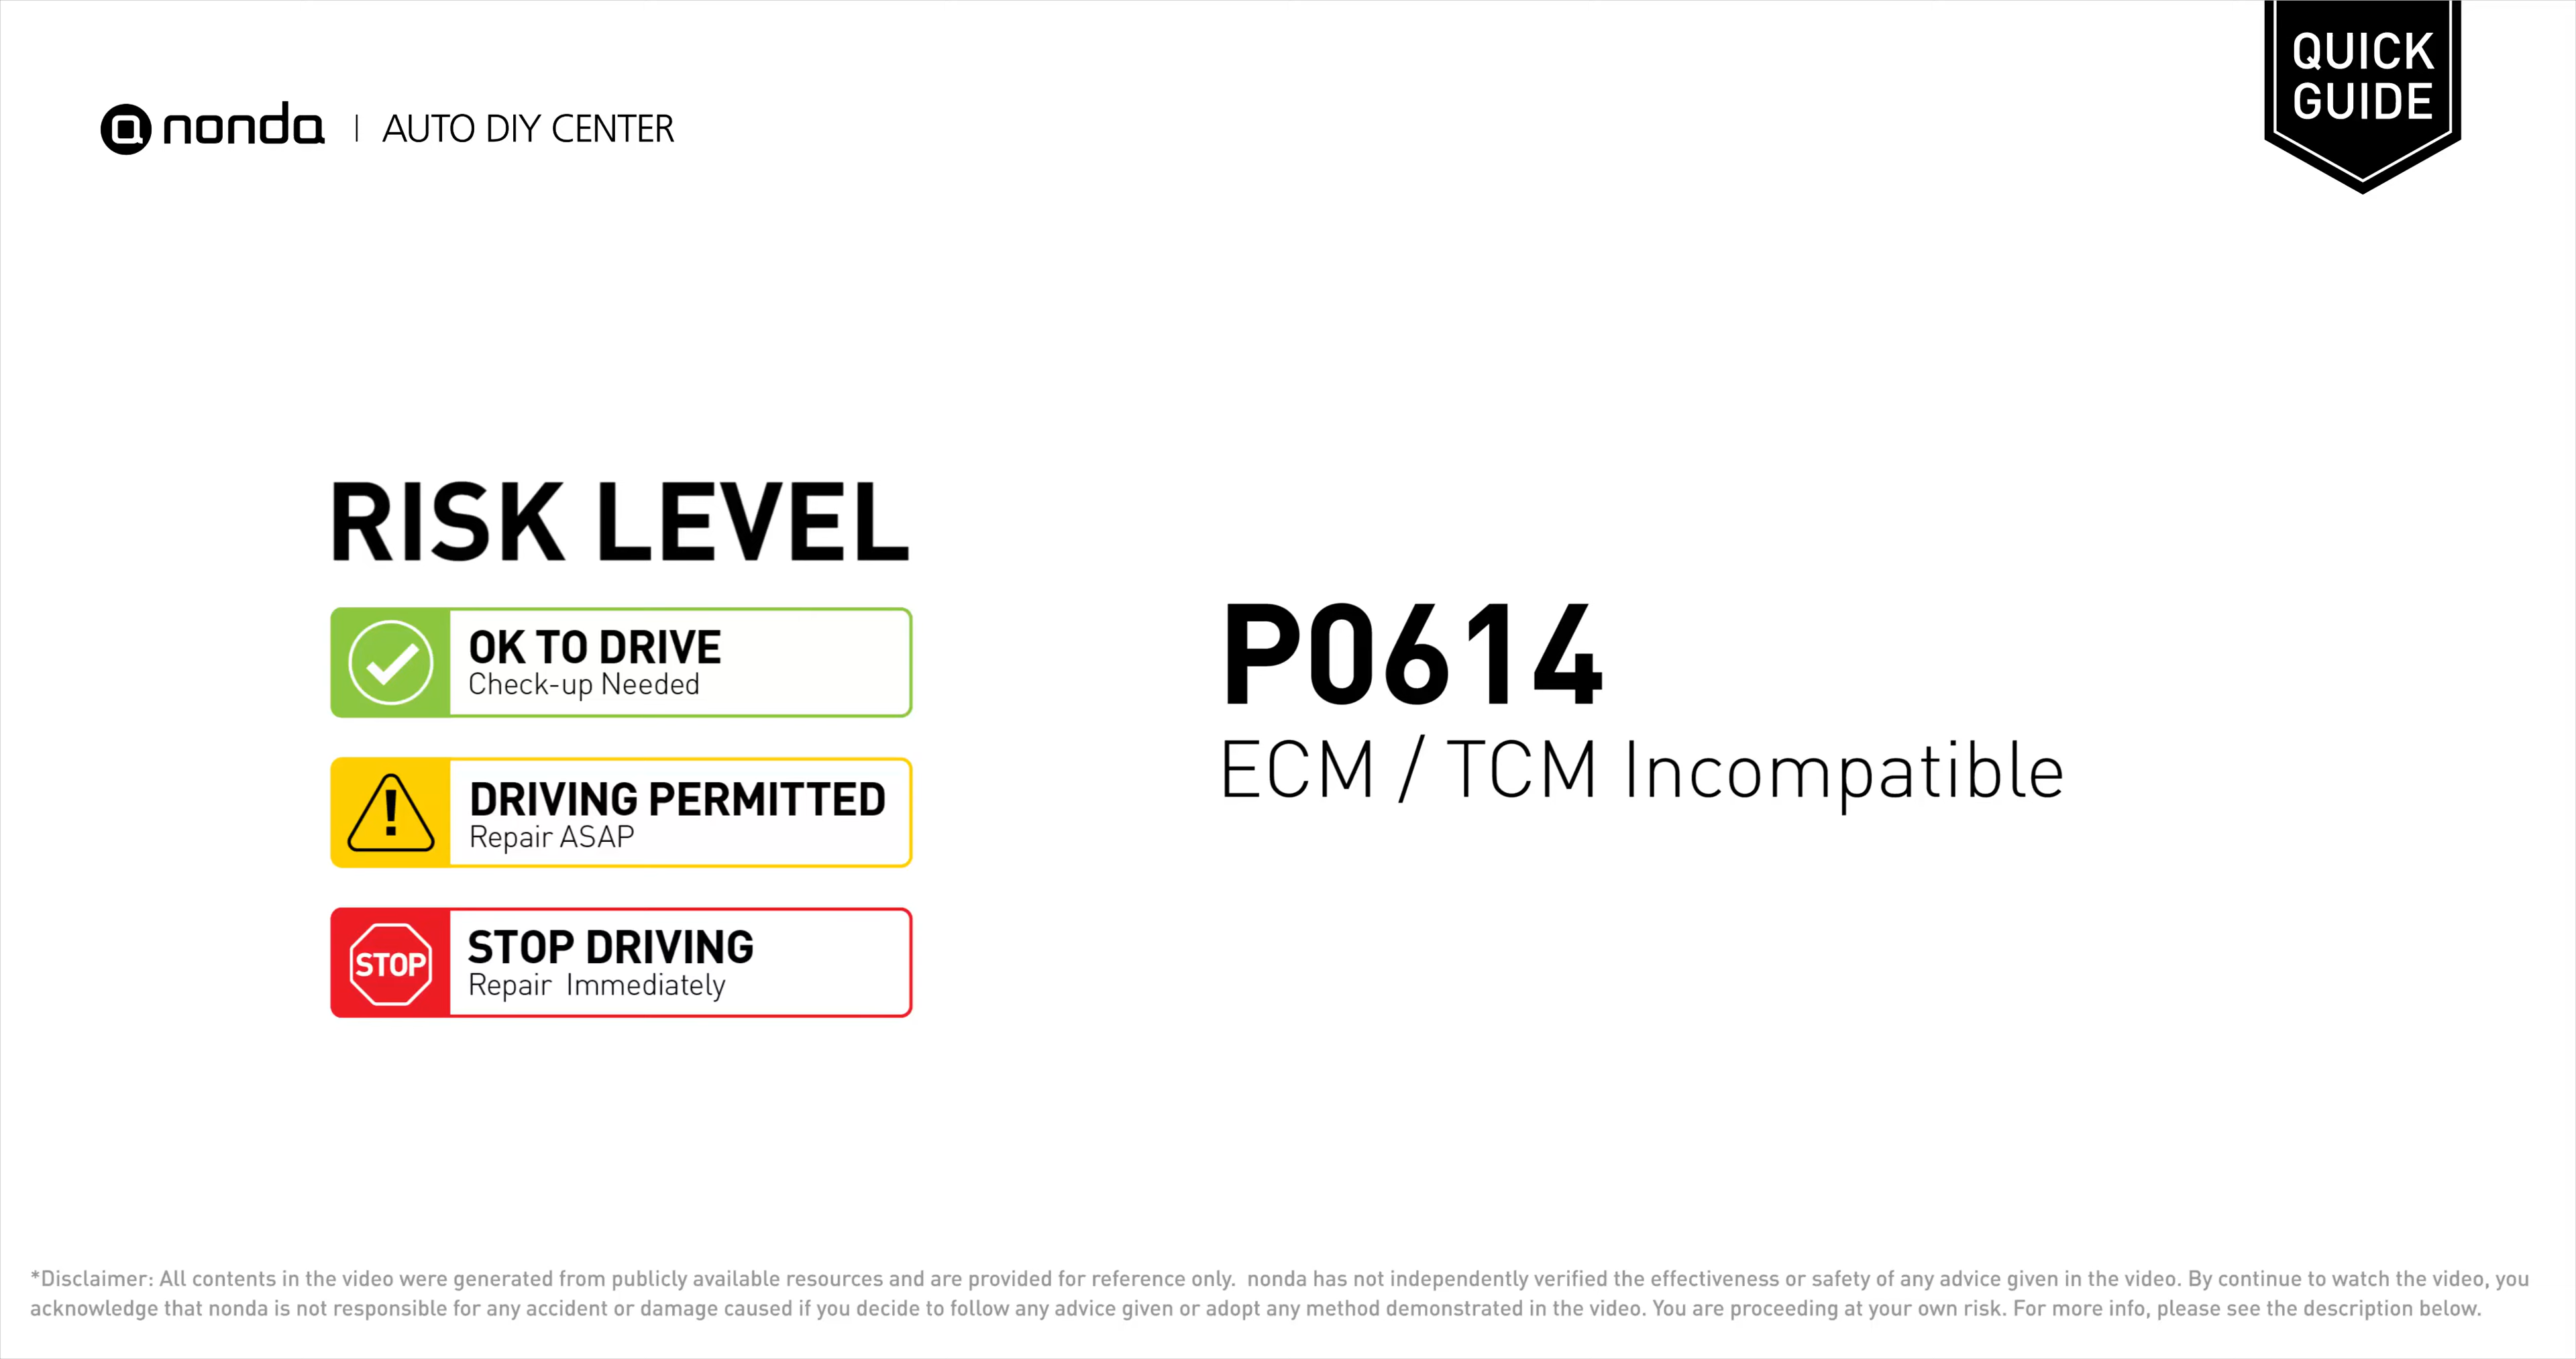 nonda | AUTO DIY CENTER
QUICK
GUIDE
RISK LEVEL
OK TO DRIVE
Check-up Needed
! DRIVING PERMITTED
Repair ASAP
STOP
STOP DRIVING
Repair Immediately
P0614
ECM / TCM Incompatible
*Disclaimer: All contents in the video were generated from publicly available resources and are provided for reference only. nonda has not independently verified the effectiveness or safety of any advice given in the video. By continue to watch the video, you
acknowledge that nonda is not responsible for any accident or damage caused if you decide to follow any advice given or adopt any method demonstrated in the video. You are proceeding at your own risk. For more info, please see the description below.